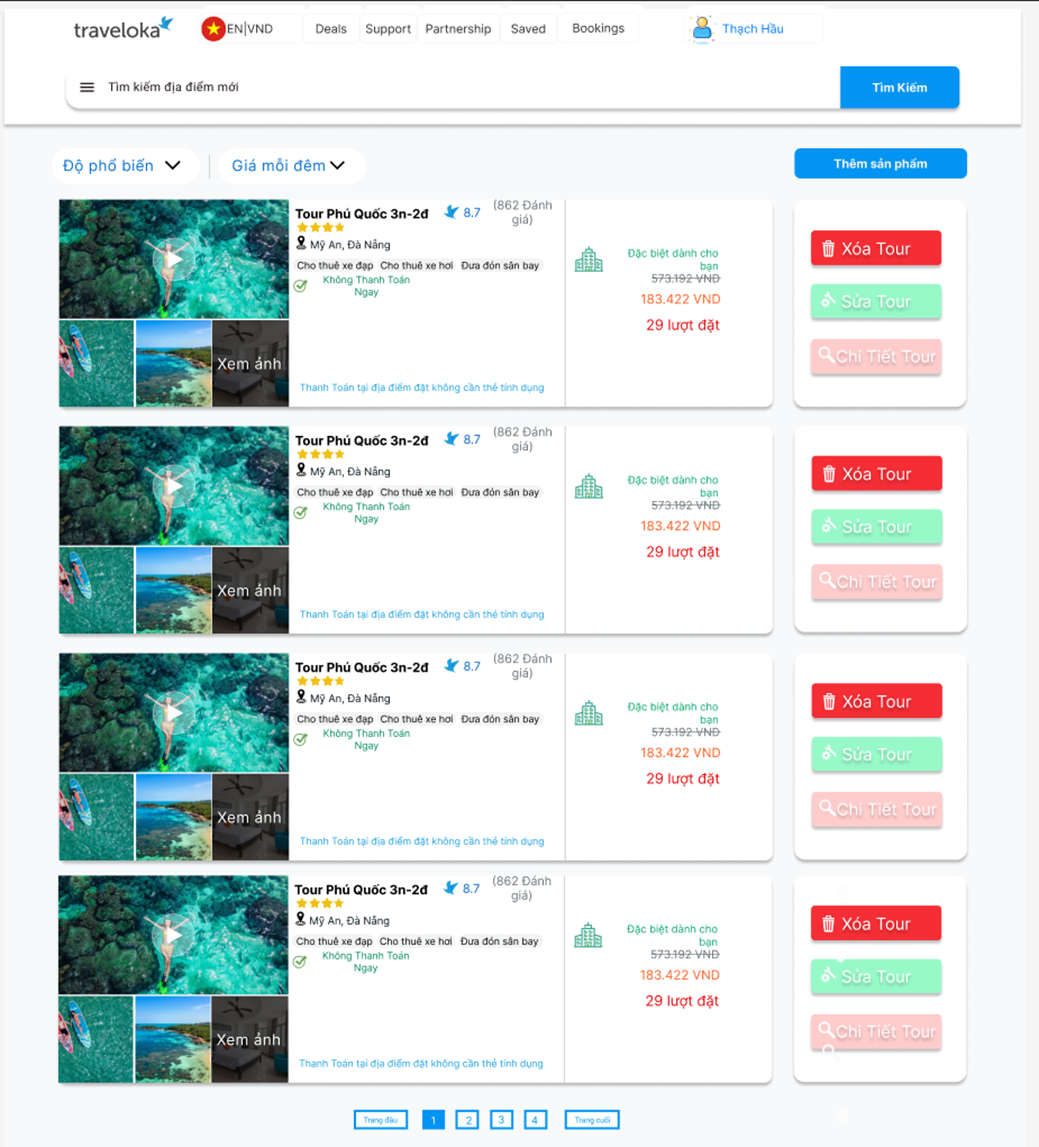 traveloka
EN|VND
Deals
Support
Partnership
Saved
Bookings
Thạch Hầu
Tìm kiếm địa điểm mới
Tìm Kiếm
Độ phổ biến
Giá mỗi đêm
Thêm sản phẩm
Tour Phú Quốc 3n-2đ
8.7
(862 Đánh
giá)
Mỹ An, Đà Nẵng
Cho thuê xe đạp Cho thuê xe hơi Đưa đón sân bay
Không Thanh Toán
Ngay
Xem ảnh
Thanh Toán tại địa điểm đặt không cần thẻ tính dụng
Đặc biệt dành cho
bạn
573.192 VND
183.422 VND
29 lượt đặt
Xóa Tour
Sửa Tour
Chi Tiết Tour
Tour Phú Quốc 3n-2đ
8.7
(862 Đánh
giá)
Mỹ An, Đà Nẵng
Cho thuê xe đạp Cho thuê xe hơi Đưa đón sân bay
Không Thanh Toán
Ngay
Xem ảnh
Thanh Toán tại địa điểm đặt không cần thẻ tính dụng
Đặc biệt dành cho
bạn
573.192 VND
183.422 VND
29 lượt đặt
Xóa Tour
Sửa Tour
Chi Tiết Tour
Tour Phú Quốc 3n-2đ
8.7
(862 Đánh
giá)
Mỹ An, Đà Nẵng
Cho thuê xe đạp Cho thuê xe hơi Đưa đón sân bay
Không Thanh Toán
Ngay
Xem ảnh
Thanh Toán tại địa điểm đặt không cần thẻ tính dụng
Đặc biệt dành cho
bạn
573.192 VND
183.422 VND
29 lượt đặt
Xóa Tour
Sửa Tour
Chi Tiết Tour
Tour Phú Quốc 3n-2đ
8.7
(862 Đánh
giá)
Mỹ An, Đà Nẵng
Cho thuê xe đạp Cho thuê xe hơi Đưa đón sân bay
Không Thanh Toán
Ngay
Xem ảnh
Thanh Toán tại địa điểm đặt không cần thẻ tính dụng
Đặc biệt dành cho
bạn
573.192 VND
183.422 VND
29 lượt đặt
Xóa Tour
Sửa Tour
Chi Tiết Tour
Trang đầu 1 2 3 4 Trang cuối